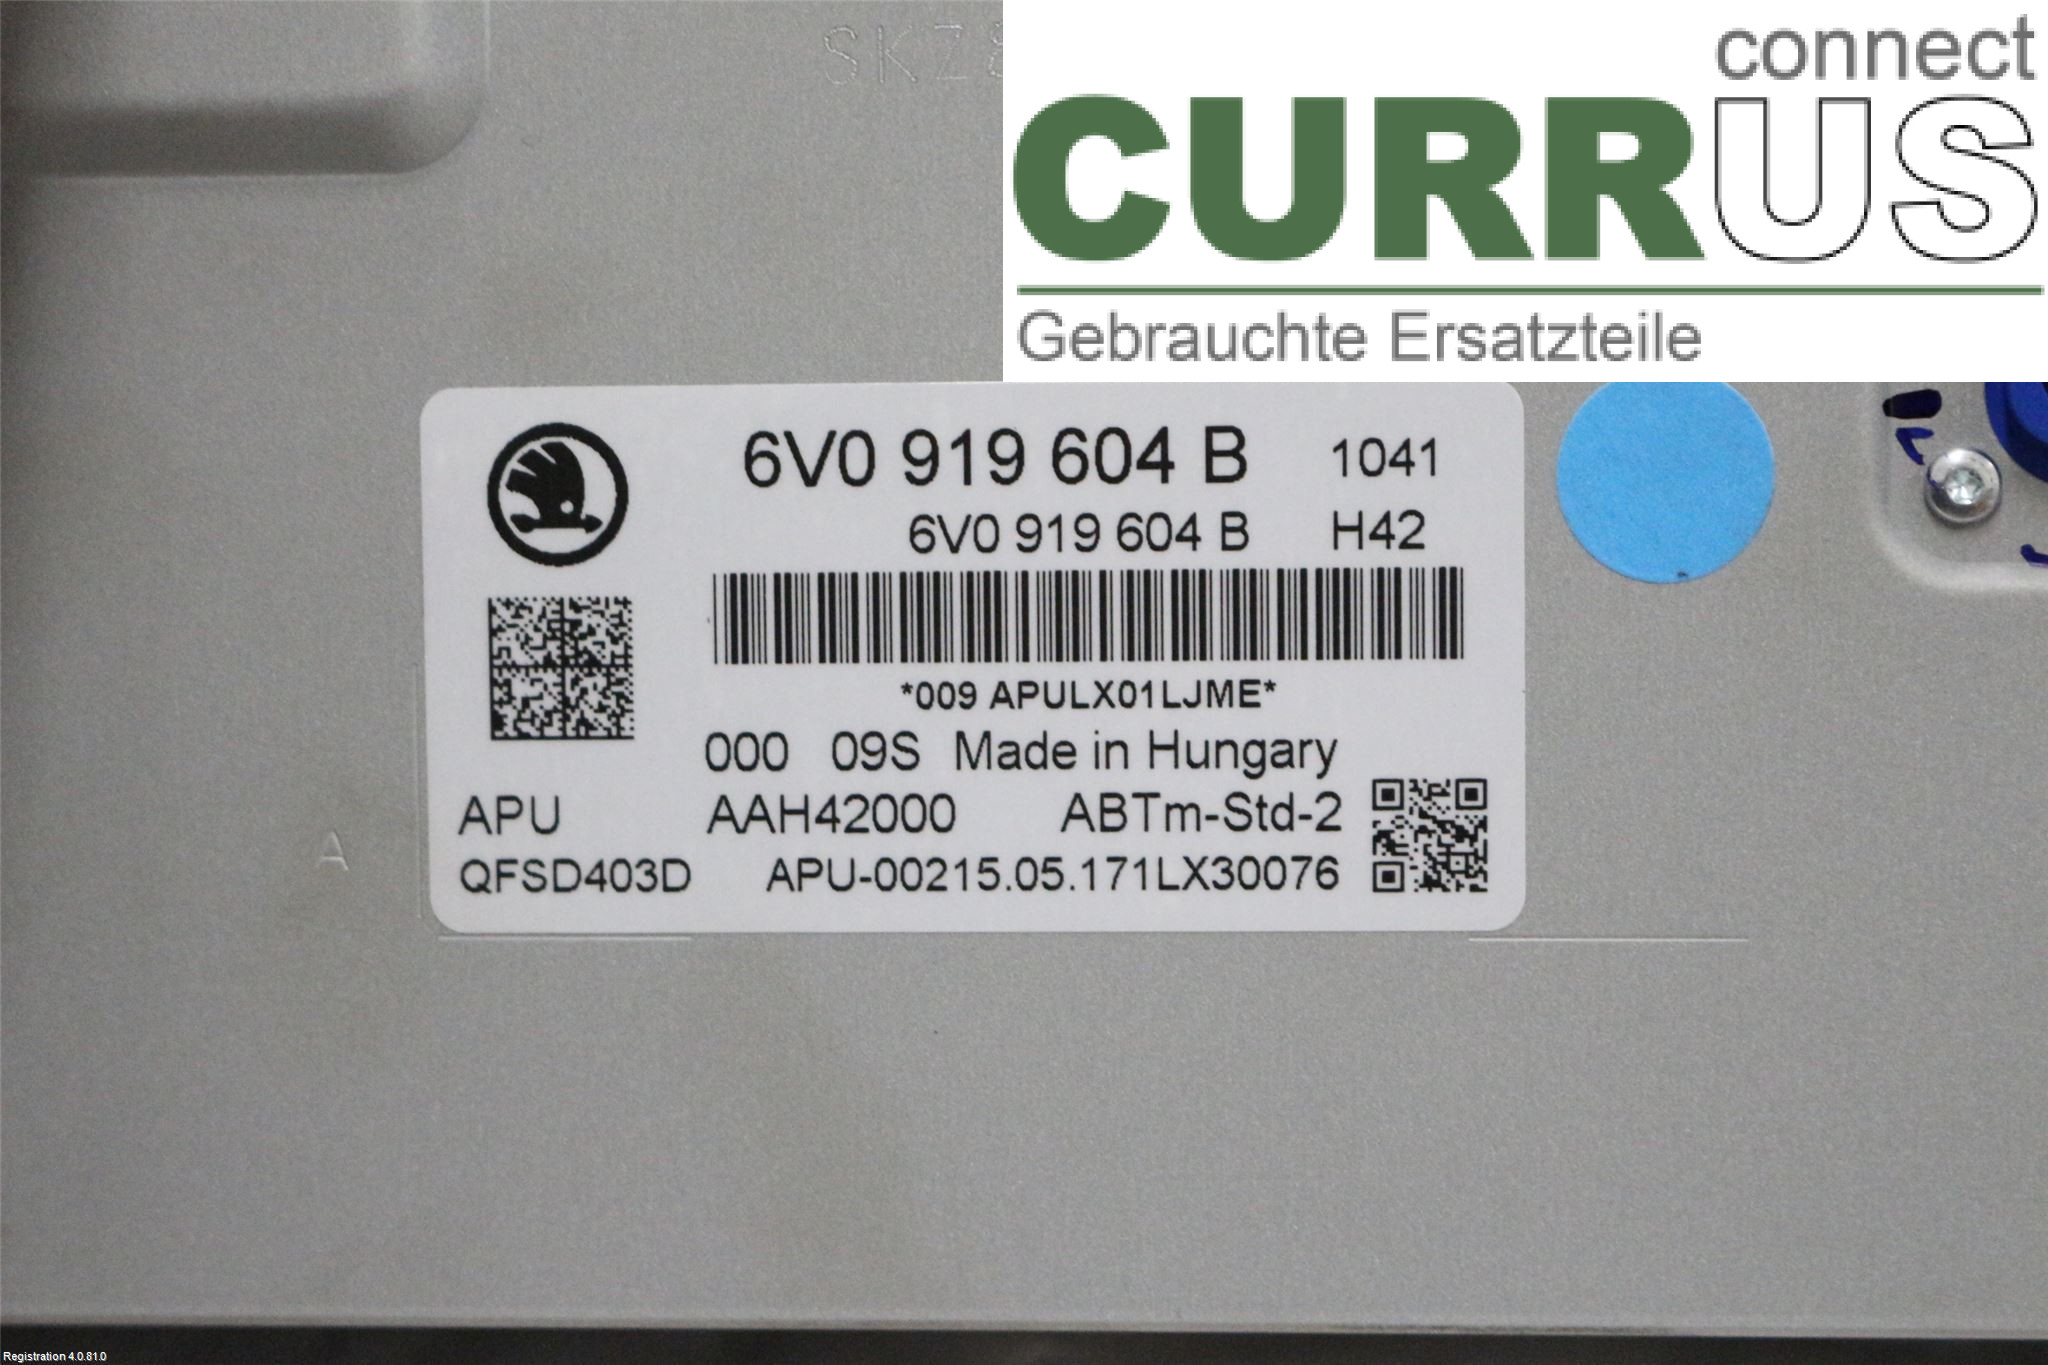 connect
CURRUS
Gebrauchte Ersatzteile
SKZ
6V0 919 604 B 1041
6V0 919 604 B H42
*009 APULX01LJME*
000 09S Made in Hungary
APU AAH42000 ABTm-Std-2
QFSD403D APU-00215.05.171LX30076
A
Registration 4.0.81.0